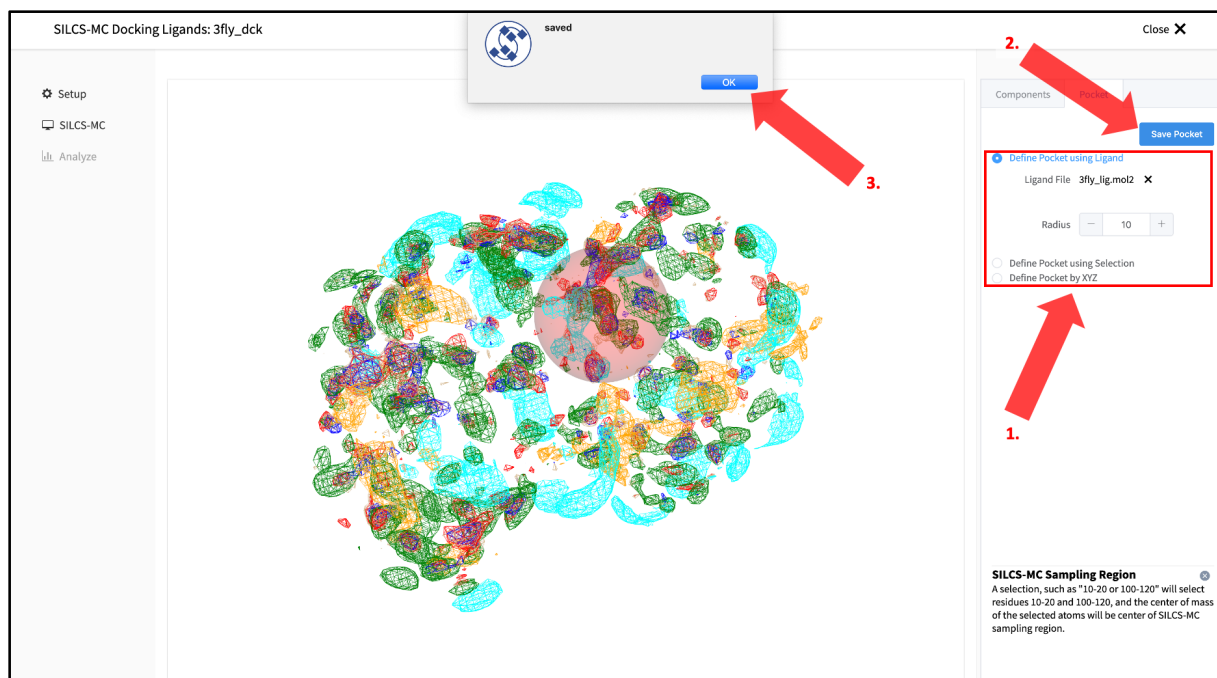 SILCS-MC Docking Ligands: 3fly_dck
saved
OK
Close ✕
2.
3.
Setup
SILCS-MC
Analyze
Components Pocket
Save Pocket
Define Pocket using Ligand
Ligand File 3fly_lig.mol2 ✕
Radius − 10 +
Define Pocket using Selection
Define Pocket by XYZ
1.
SILCS-MC Sampling Region
A selection, such as "10-20 or 100-120" will select
residues 10-20 and 100-120, and the center of mass
of the selected atoms will be center of SILCS-MC
sampling region.